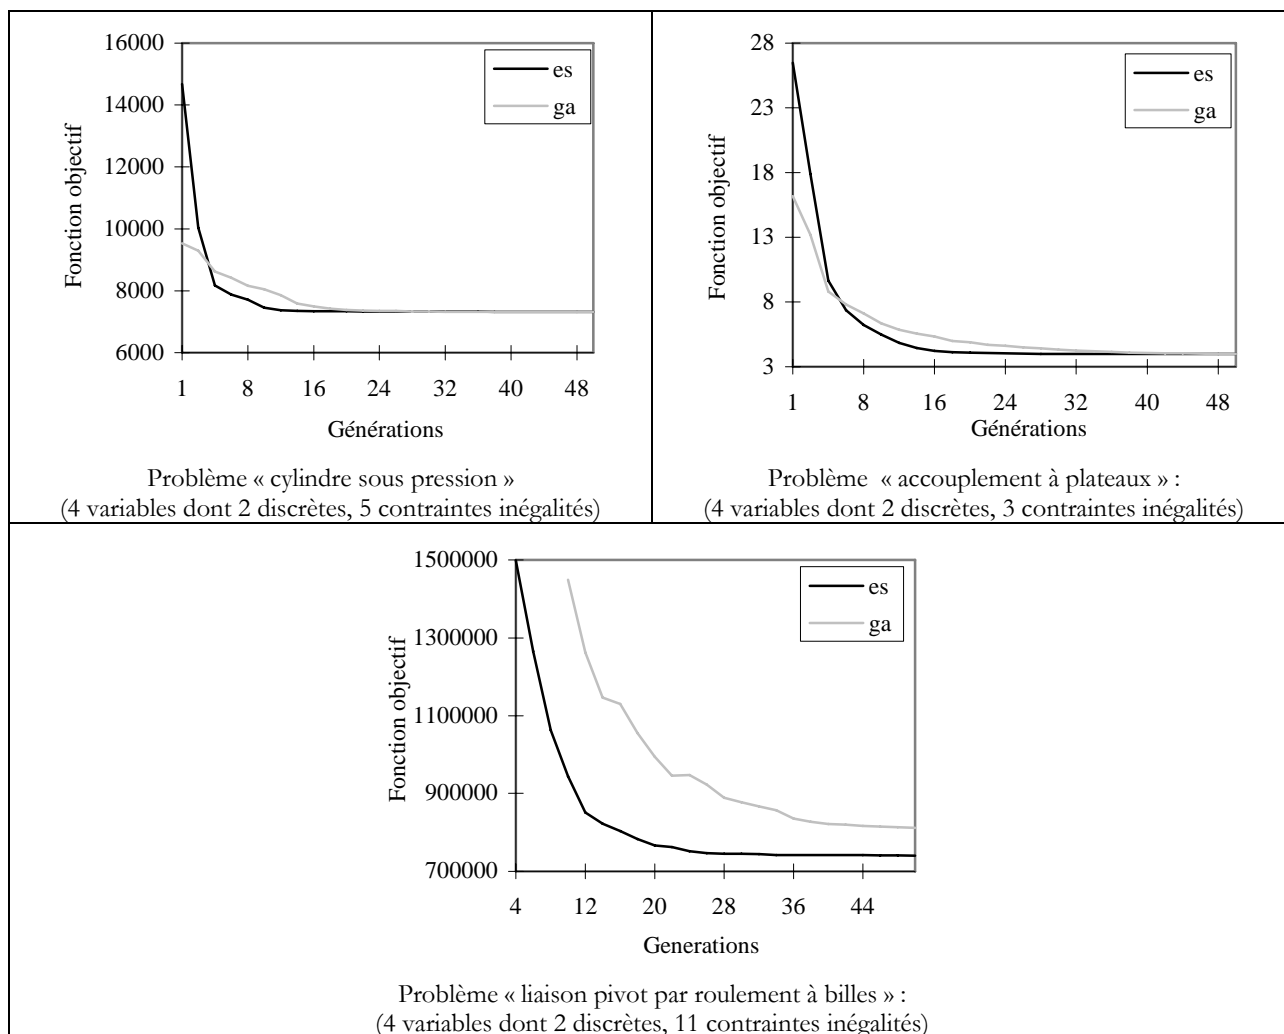 16000
14000
12000
10000
8000
6000
Fonction objectif
es
ga
1 8 16 24 32 40 48
Générations
Problème « cylindre sous pression »
(4 variables dont 2 discrètes, 5 contraintes inégalités)
28
23
18
13
8
3
Fonction objectif
es
ga
1 8 16 24 32 40 48
Générations
Problème « accouplement à plateaux » :
(4 variables dont 2 discrètes, 3 contraintes inégalités)
1500000
1300000
1100000
900000
700000
Fonction objectif
es
ga
4 12 20 28 36 44
Generations
Problème « liaison pivot par roulement à billes » :
(4 variables dont 2 discrètes, 11 contraintes inégalités)